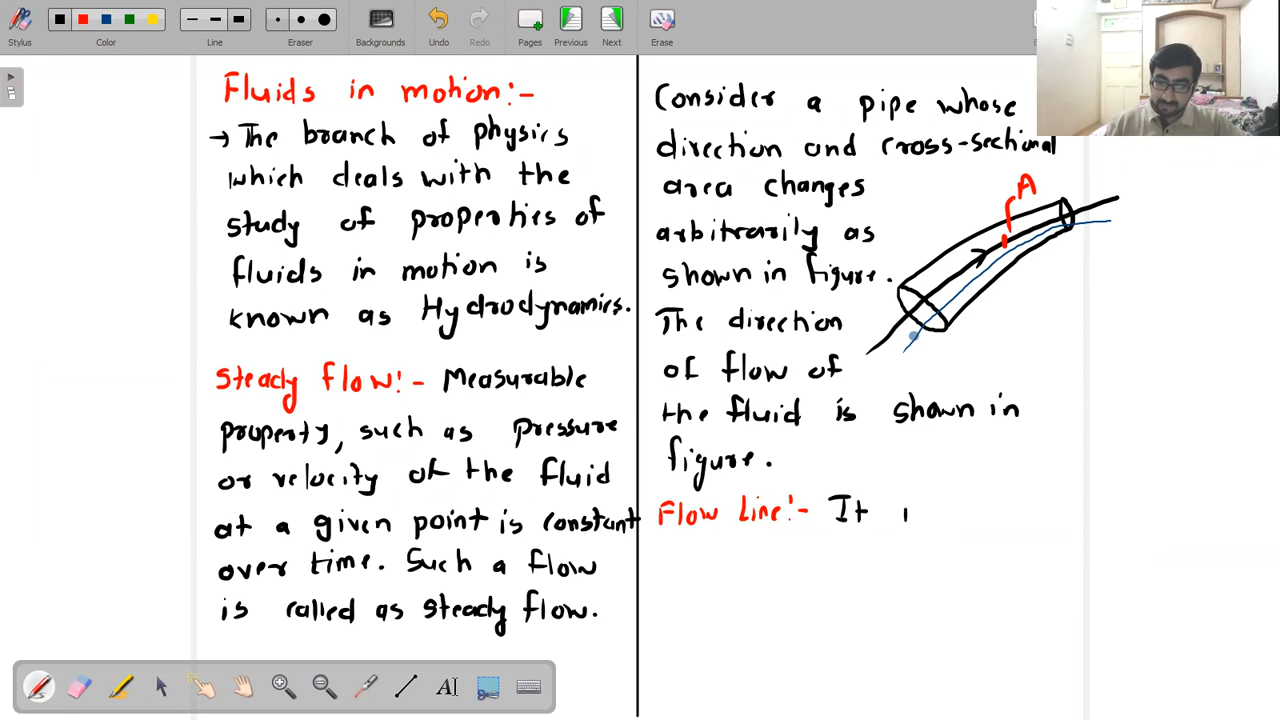 Stylus
Color
Line
Eraser
Backgrounds
Undo
Redo
Pages
Previous
Next
Erase
Fluids in motion:-
→ The branch of physics
which deals with the
study of properties of
fluids in motion is
known as Hydrodynamics.
Steady flow:- Measurable
property, such as pressure
or velocity of the fluid
at a given point is constant
over time. Such a flow
is called as steady flow.
Consider a pipe whose
direction and cross-sectional
area changes
arbitrarily as
shown in figure.
The direction
of flow of
the fluid is shown in
figure.
A
Flow Line:- It